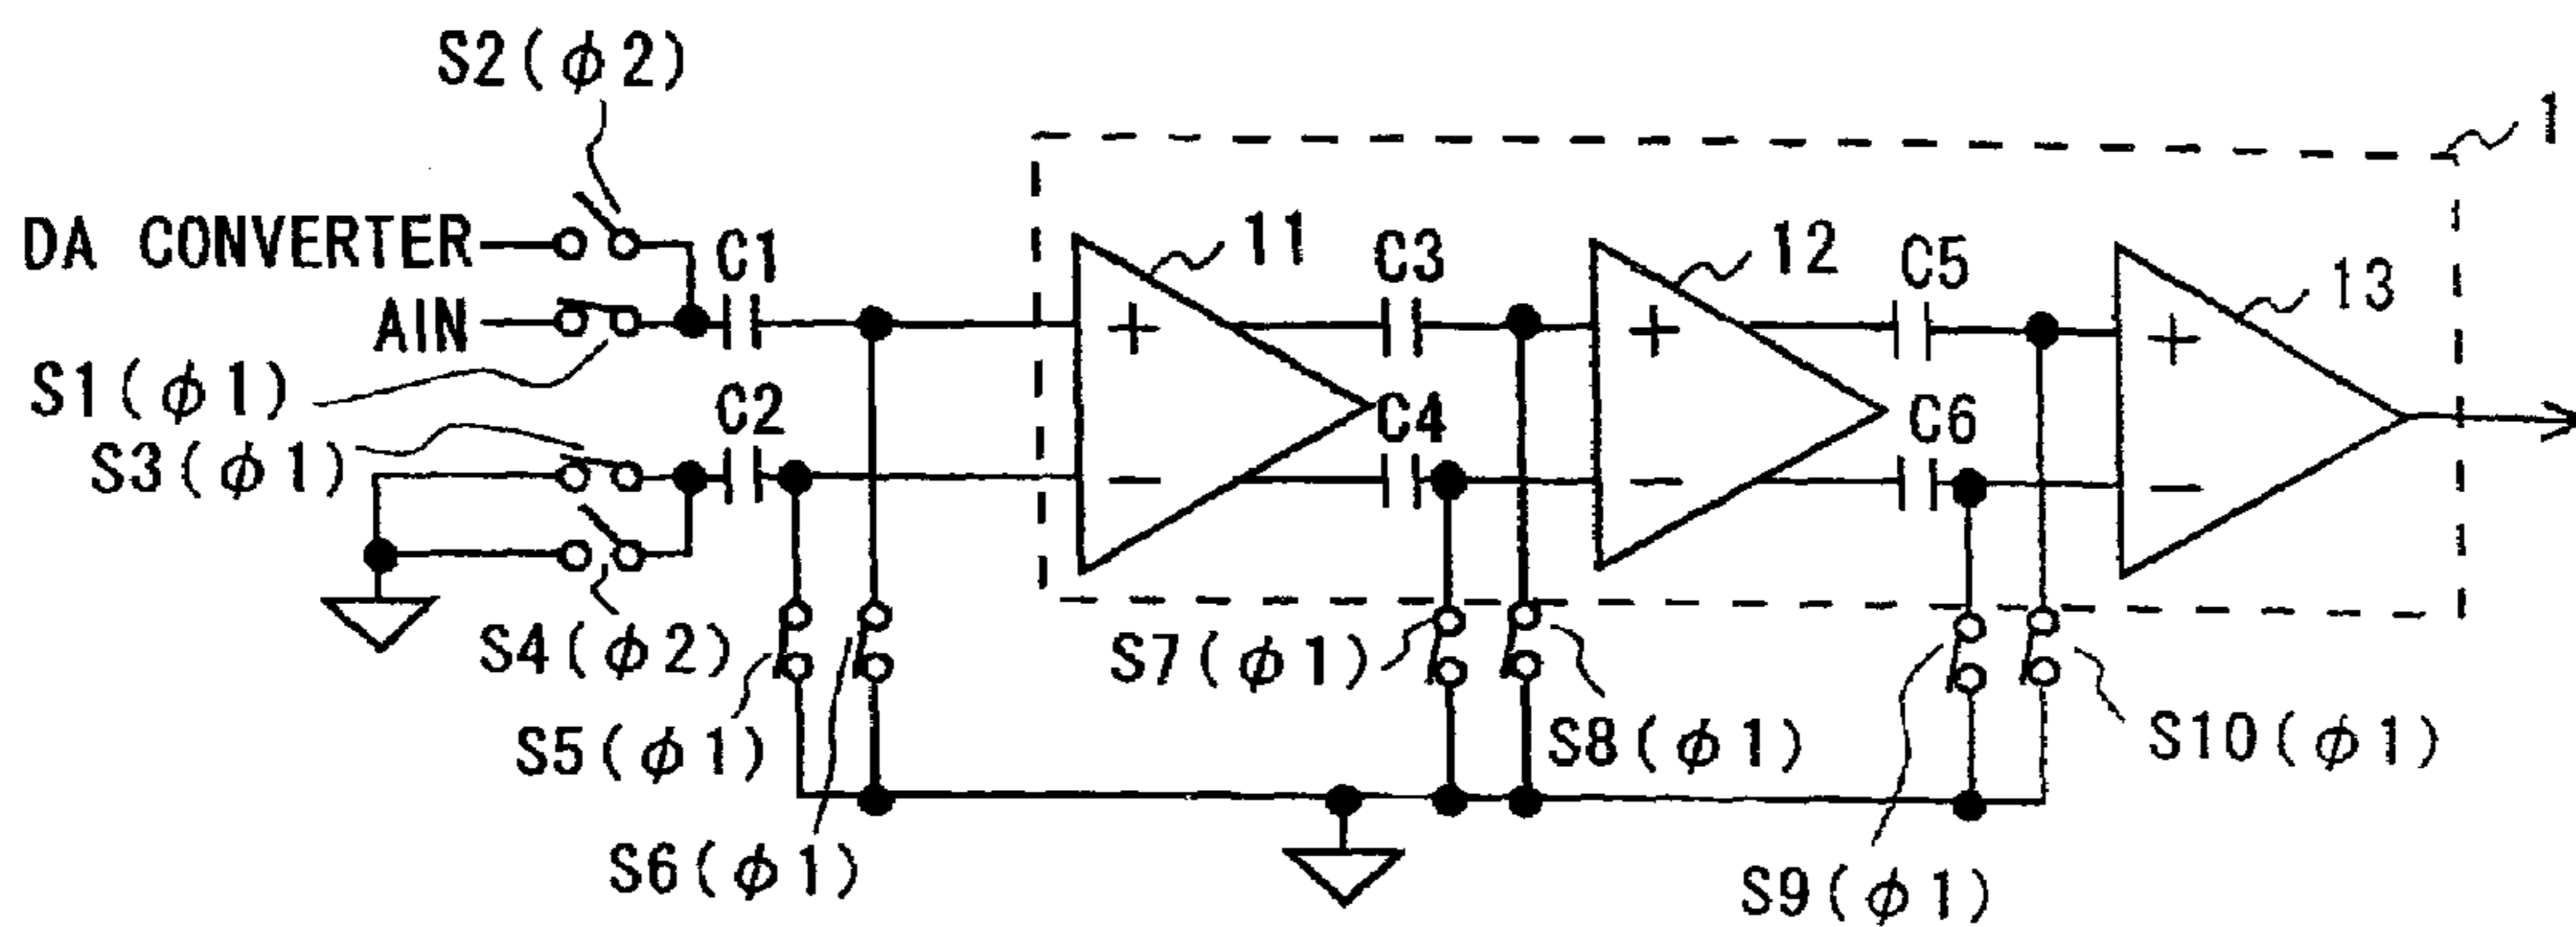 S2(φ2)
1
DA CONVERTER
C1
11
C3
12
C5
13
AIN
+
+
+
S1(φ1)
C2
C4
C6
S3(φ1)
−
−
−
S4(φ2)
S7(φ1)
S5(φ1)
S8(φ1)
S10(φ1)
S6(φ1)
S9(φ1)